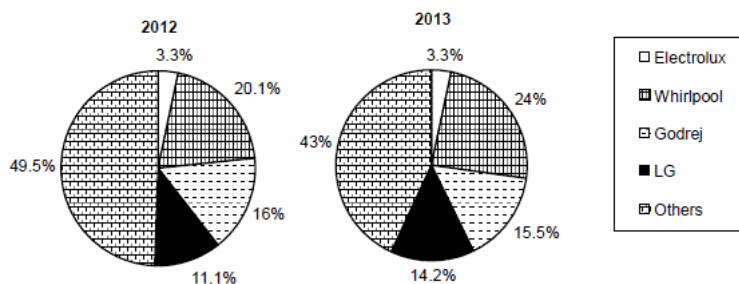 2012
3.3%
20.1%
16%
11.1%
49.5%
2013
3.3%
24%
15.5%
14.2%
43%
Electrolux
Whirlpool
Godrej
LG
Others